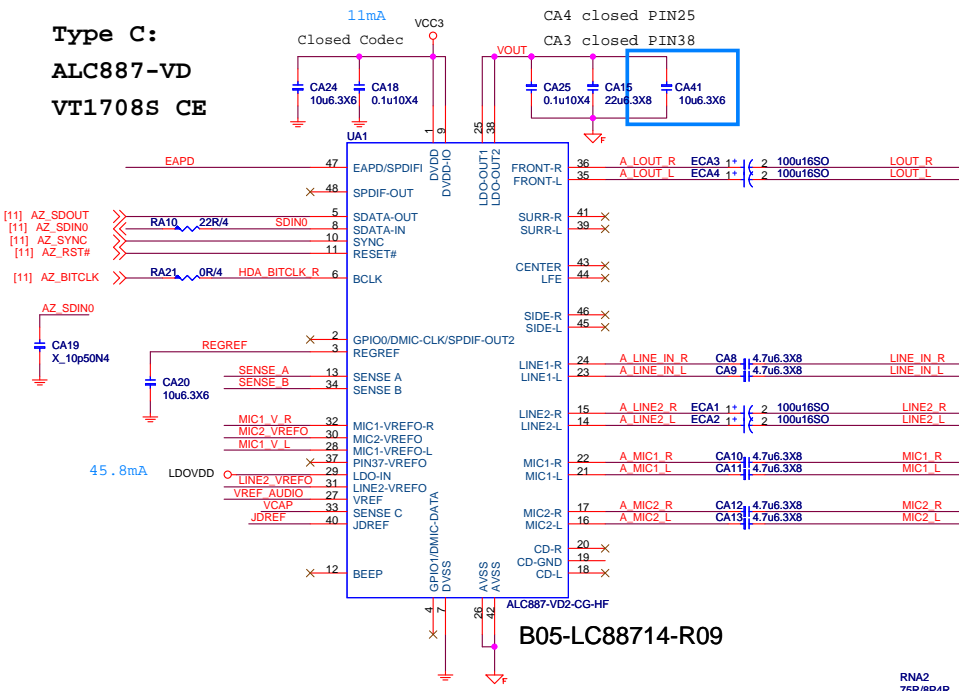 Type C:
ALC887-VD
VT1708S CE
11mA
Closed Codec
VCC3
CA4 closed PIN25
CA3 closed PIN38
VOUT
CA24
10u6.3X6
CA18
0.1u10X4
CA25
0.1u10X4
CA15
22u6.3X8
CA41
10u6.3X6
F
UA1
1
9
25
38
DVDD
DVDD-IO
LDO-OUT1
LDO-OUT2
EAPD
47
EAPD/SPDIFI
48
SPDIF-OUT
[11] AZ_SDOUT
5
SDATA-OUT
[11] AZ_SDIN0
RA10
22R/4
SDIN0
8
SDATA-IN
[11] AZ_SYNC
10
SYNC
[11] AZ_RST#
11
RESET#
[11] AZ_BITCLK
RA21
0R/4
HDA_BITCLK_R
6
BCLK
AZ_SDIN0
CA19
X_10p50N4
2
GPIO0/DMIC-CLK/SPDIF-OUT2
REGREF
3
REGREF
CA20
10u6.3X6
SENSE_A
13
SENSE A
SENSE_B
34
SENSE B
MIC1_V_R
32
MIC1-VREFO-R
MIC2_VREFO
30
MIC2-VREFO
MIC1_V_L
28
MIC1-VREFO-L
37
PIN37-VREFO
45.8mA
LDOVDD
29
LDO-IN
LINE2_VREFO
31
LINE2-VREFO
VREF_AUDIO
27
VREF
VCAP
33
SENSE C
JDREF
40
JDREF
12
BEEP
GPIO1/DMIC-DATA
DVSS
AVSS
AVSS
4
7
26
42
F
FRONT-R
36
A_LOUT_R
ECA3
1
+
2
100u16SO
LOUT_R
FRONT-L
35
A_LOUT_L
ECA4
1
+
2
100u16SO
LOUT_L
SURR-R
41
SURR-L
39
CENTER
43
LFE
44
SIDE-R
46
SIDE-L
45
LINE1-R
24
A_LINE_IN_R
CA8
4.7u6.3X8
LINE_IN_R
LINE1-L
23
A_LINE_IN_L
CA9
4.7u6.3X8
LINE_IN_L
LINE2-R
15
A_LINE2_R
ECA1
1
+
2
100u16SO
LINE2_R
LINE2-L
14
A_LINE2_L
ECA2
1
+
2
100u16SO
LINE2_L
MIC1-R
22
A_MIC1_R
CA10
4.7u6.3X8
MIC1_R
MIC1-L
21
A_MIC1_L
CA11
4.7u6.3X8
MIC1_L
MIC2-R
17
A_MIC2_R
CA12
4.7u6.3X8
MIC2_R
MIC2-L
16
A_MIC2_L
CA13
4.7u6.3X8
MIC2_L
CD-R
20
CD-GND
19
CD-L
18
ALC887-VD2-CG-HF
B05-LC88714-R09
RNA2
75R/8P4R